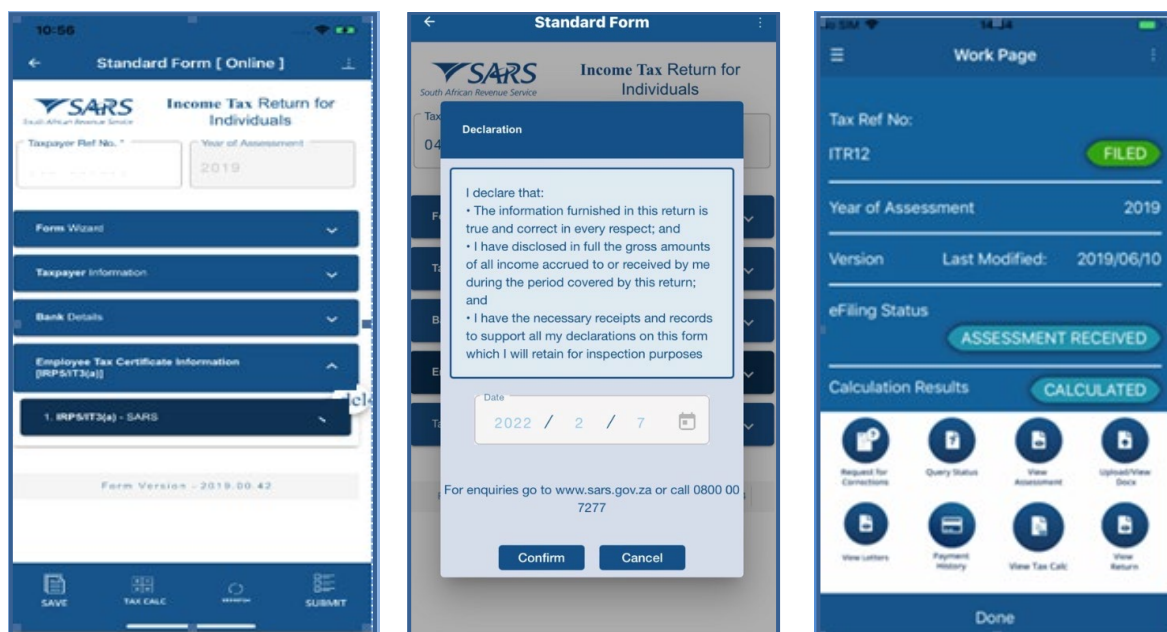 10:56
Standard Form [ Online ]
SARS
South African Revenue Service
Income Tax Return for
Individuals
Taxpayer Ref No. *
Year of Assessment
2019
Form Wizard
Taxpayer Information
Bank Details
Employee Tax Certificate Information
[IRP5/IT3(a)]
1. IRP5/IT3(a) - SARS
Form Version - 2019.00.42
SAVE
TAX CALC
SUBMIT
Standard Form
SARS
South African Revenue Service
Income Tax Return for
Individuals
Tax
04
Declaration
I declare that:
• The information furnished in this return is
true and correct in every respect; and
• I have disclosed in full the gross amounts
of all income accrued to or received by me
during the period covered by this return;
and
• I have the necessary receipts and records
to support all my declarations on this form
which I will retain for inspection purposes
Date
2022 / 2 / 7
For enquiries go to www.sars.gov.za or call 0800 00
7277
Confirm
Cancel
Work Page
Tax Ref No:
ITR12
FILED
Year of Assessment
2019
Version
Last Modified:
2019/06/10
eFiling Status
ASSESSMENT RECEIVED
Calculation Results
CALCULATED
Request for
Corrections
Query Status
View
Assessment
Upload/View
Docs
View Letters
Payment
History
View Tax Calc
View
Return
Done